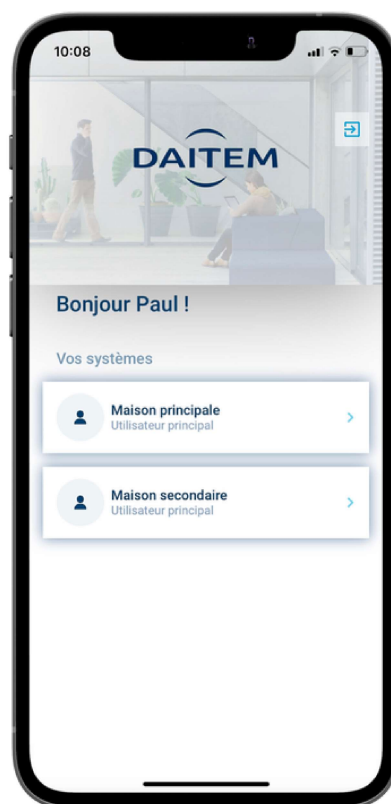 10:08
DAITEM
Bonjour Paul !
Vos systèmes
Maison principale
Utilisateur principal
Maison secondaire
Utilisateur principal